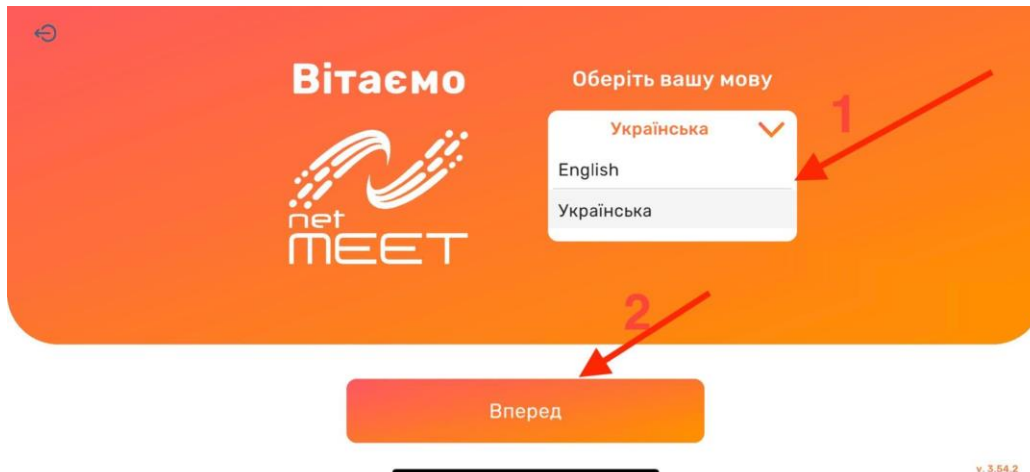 Вітаємо
net
MEET
Оберіть вашу мову
Українська
English
Українська
1
2
Вперед
v. 3.54.2